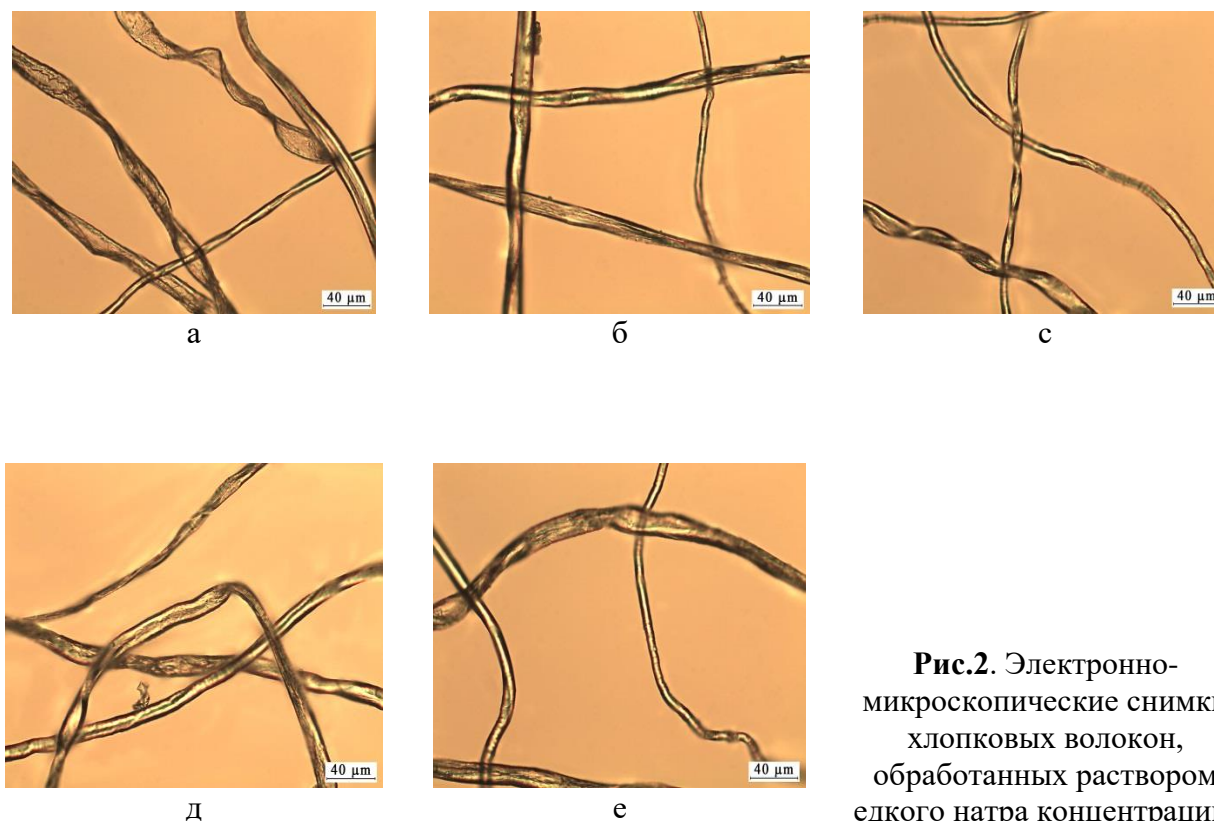 40 μm
40 μm
40 μm
а
б
с
40 μm
40 μm
д
е
Рис.2. Электронно-
микроскопические снимки
хлопковых волокон,
обработанных раствором
едкого натра